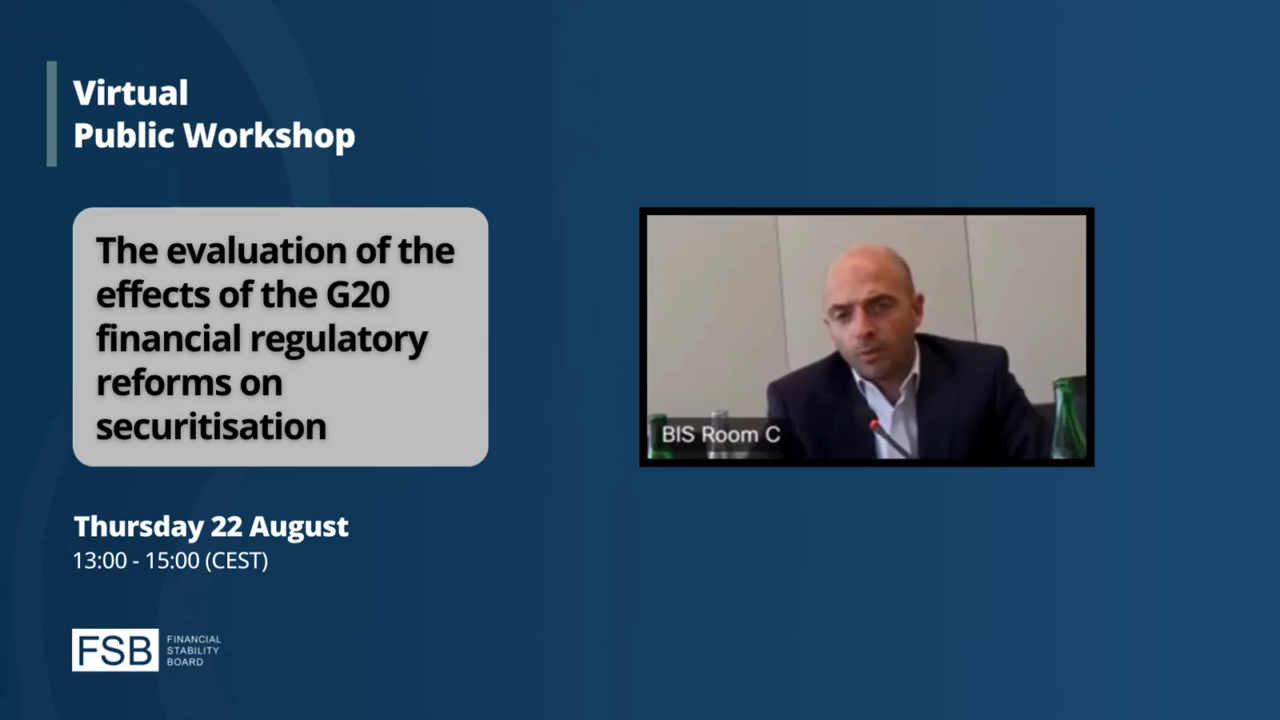 Virtual
Public Workshop
The evaluation of the
effects of the G20
financial regulatory
reforms on
securitisation
BIS Room C
Thursday 22 August
13:00 - 15:00 (CEST)
FSB
FINANCIAL
STABILITY
BOARD